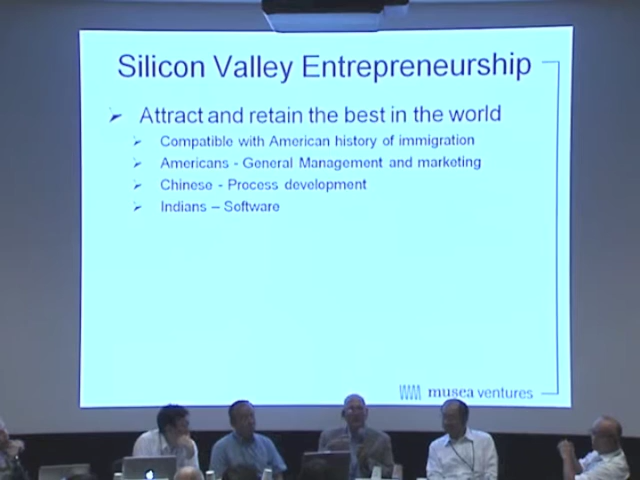 Silicon Valley Entrepreneurship
Attract and retain the best in the world
Compatible with American history of immigration
Americans - General Management and marketing
Chinese - Process development
Indians – Software
musea ventures